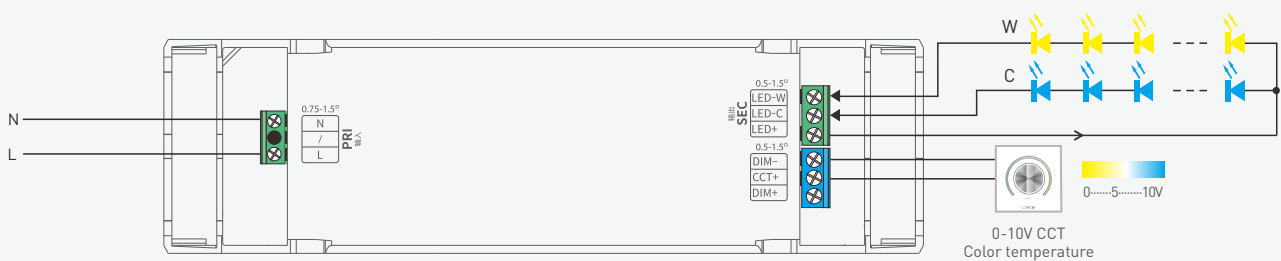 W
C
N
L
0.75-1.5°
N
/
L
PRI
输入
0.5-1.5°
LED-W
LED-C
LED+
SEC
输出
0.5-1.5°
DIM-
CCT+
DIM+
0······5······10V
0-10V CCT
Color temperature